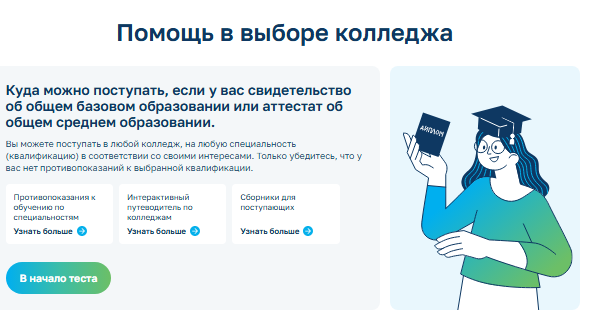 Помощь в выборе колледжа
Куда можно поступать, если у вас свидетельство
об общем базовом образовании или аттестат об
общем среднем образовании.
Вы можете поступать в любой колледж, на любую специальность
(квалификацию) в соответствии со своими интересами. Только убедитесь, что у
вас нет противопоказаний к выбранной квалификации.
Противопоказания к
обучению по
специальностям
Узнать больше
Интерактивный
путеводитель по
колледжам
Узнать больше
Сборники для
поступающих
Узнать больше
В начало теста
ДИПЛОМ